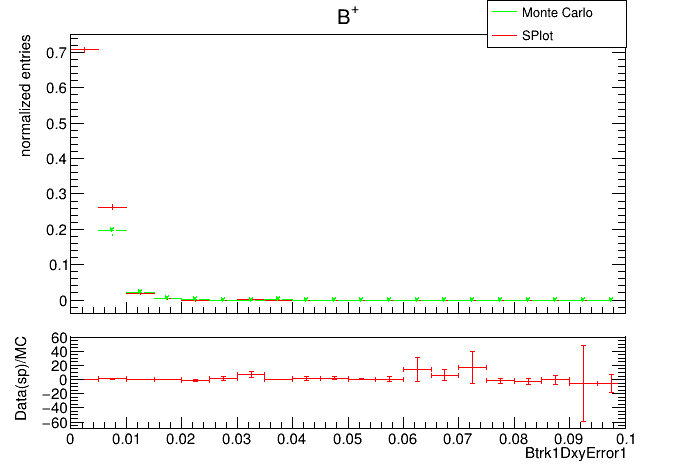 B+
Monte Carlo
SPlot
normalized entries
0.7
0.6
0.5
0.4
0.3
0.2
0.1
0
Data(sp)/MC
60
40
20
0
−20
−40
−60
0 0.01 0.02 0.03 0.04 0.05 0.06 0.07 0.08 0.09 0.1
Btrk1DxyError1